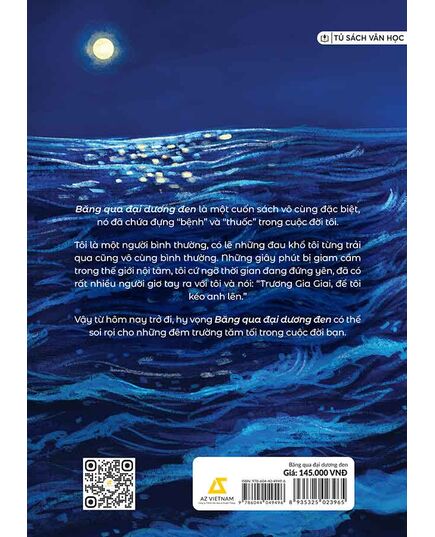 TỦ SÁCH VĂN HỌC
Băng qua đại dương đen là một cuốn sách vô cùng đặc biệt,
nó đã chứa đựng “bệnh” và “thuốc” trong cuộc đời tôi.
Tôi là một người bình thường, có lẽ những đau khổ tôi từng trải
qua cũng vô cùng bình thường. Những giây phút bị giam cầm
trong thế giới nội tâm, tôi cứ ngỡ thời gian đang đứng yên, đã có
rất nhiều người giơ tay ra với tôi và nói: “Trương Gia Giai, để tôi
kéo anh lên.”
Vậy từ hôm nay trở đi, hy vọng Băng qua đại dương đen có thể
soi rọi cho những đêm trường tăm tối trong cuộc đời bạn.
AZ VIETNAM
Băng qua đại dương đen
Giá: 145.000 VNĐ
8 935325 023965